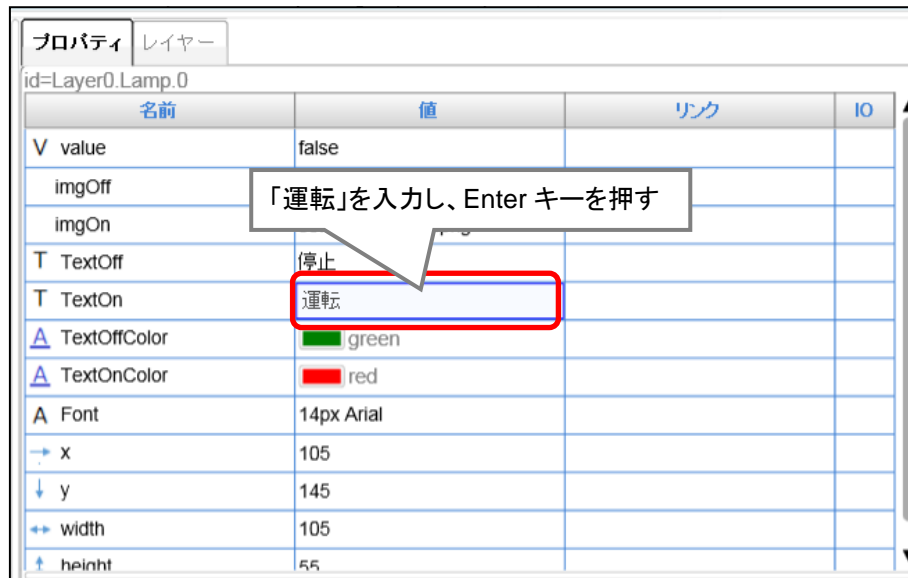 プロパティ レイヤー
id=Layer0.Lamp.0
名前 値 リンク IO
V value false
imgOff
「運転」を入力し、Enter キーを押す
imgOn
T TextOff 停止
T TextOn 運転
A TextOffColor green
A TextOnColor red
A Font 14px Arial
x 105
y 145
width 105
height 55